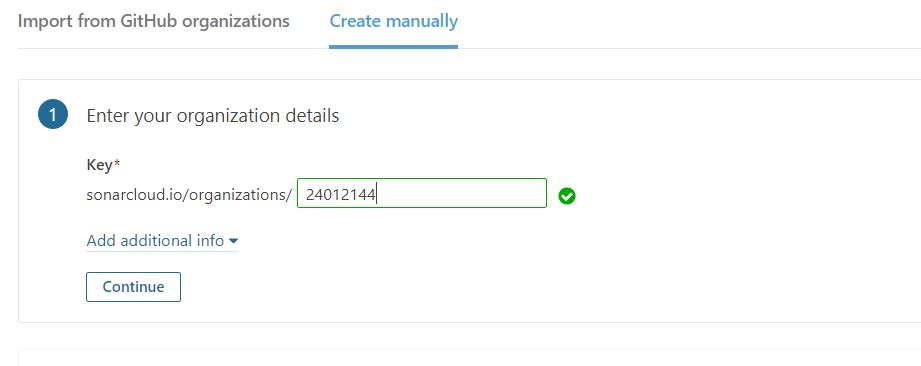 Import from GitHub organizations Create manually
1 Enter your organization details
Key*
sonarcloud.io/organizations/ 24012144
Add additional info
Continue